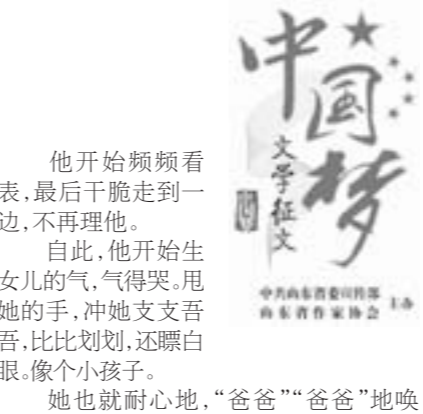 中国梦
文学征文
中共山东省委宣传部
山东省作家协会 主办
他开始频频看
表,最后干脆走到一
边,不再理他。
自此,他开始生
女儿的气,气得哭。甩
她的手,冲她支支吾
吾,比比划划,还瞟白
眼。像个小孩子。
她也就耐心地,“爸爸”“爸爸”地唤